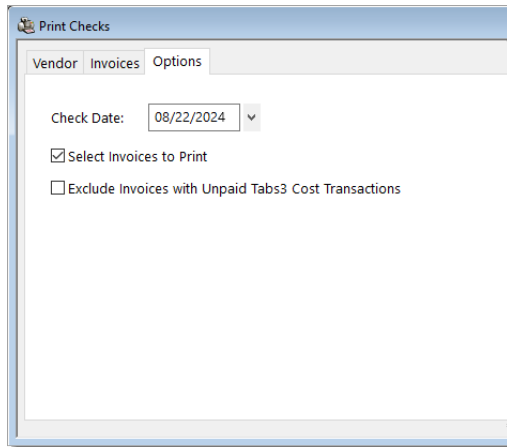 Print Checks
Vendor Invoices Options
Check Date: 08/22/2024
Select Invoices to Print
Exclude Invoices with Unpaid Tabs3 Cost Transactions